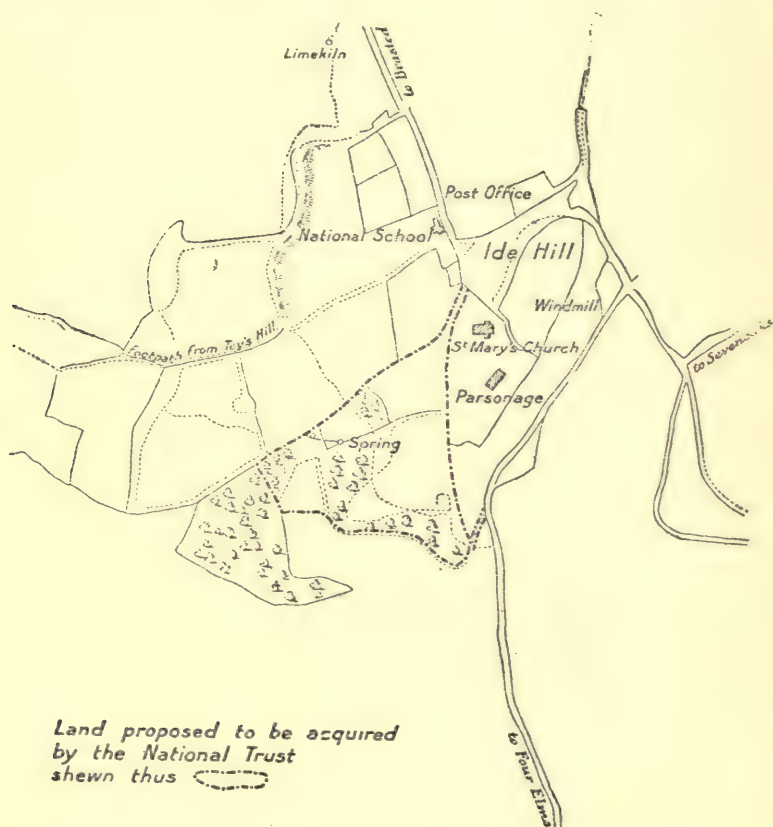 Limekiln
to Brasted
Post Office
National School
Ide Hill
Windmill
St Mary's Church
to Sevenoaks
Footpath from Toy's Hill
Parsonage
Spring
Land proposed to be acquired
by the National Trust
shewn thus
to Four Elms